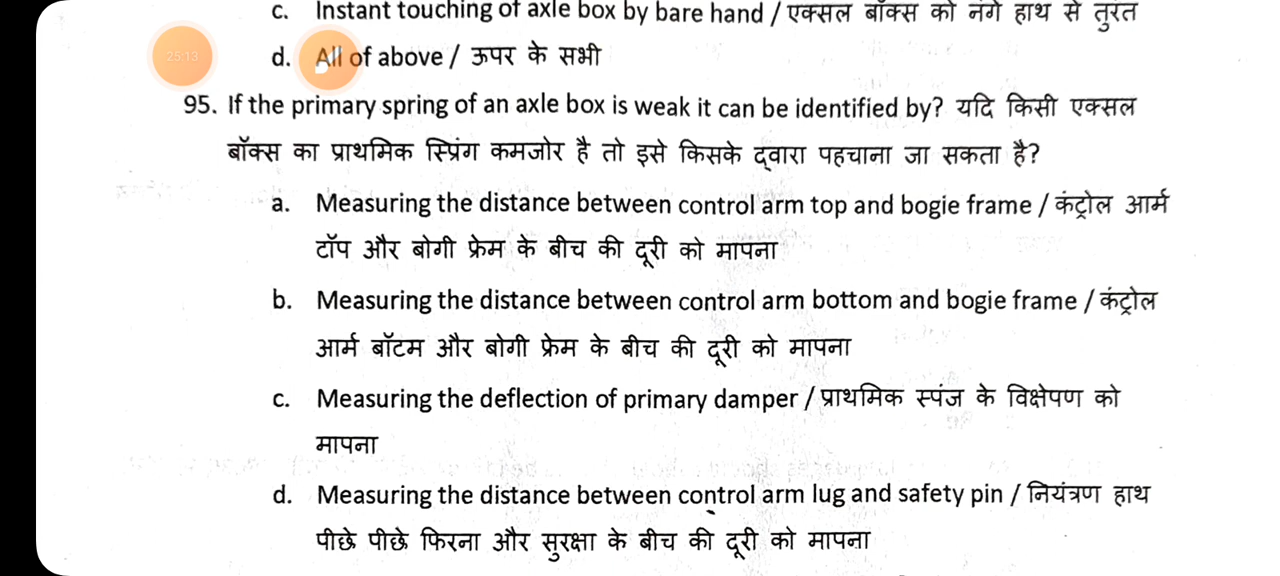 c. Instant touching of axle box by bare hand / एक्सल बॉक्स को नंगे हाथ से तुरंत
25:13
d. All of above / ऊपर के सभी
95. If the primary spring of an axle box is weak it can be identified by? यदि किसी एक्सल
बॉक्स का प्राथमिक स्प्रिंग कमजोर है तो इसे किसके द्वारा पहचाना जा सकता है?
a. Measuring the distance between control arm top and bogie frame / कंट्रोल आर्म
टॉप और बोगी फ्रेम के बीच की दूरी को मापना
b. Measuring the distance between control arm bottom and bogie frame / कंट्रोल
आर्म बॉटम और बोगी फ्रेम के बीच की दूरी को मापना
c. Measuring the deflection of primary damper / प्राथमिक स्पंज के विक्षेपण को
मापना
d. Measuring the distance between control arm lug and safety pin / नियंत्रण हाथ
पीछे पीछे फिरना और सुरक्षा के बीच की दूरी को मापना